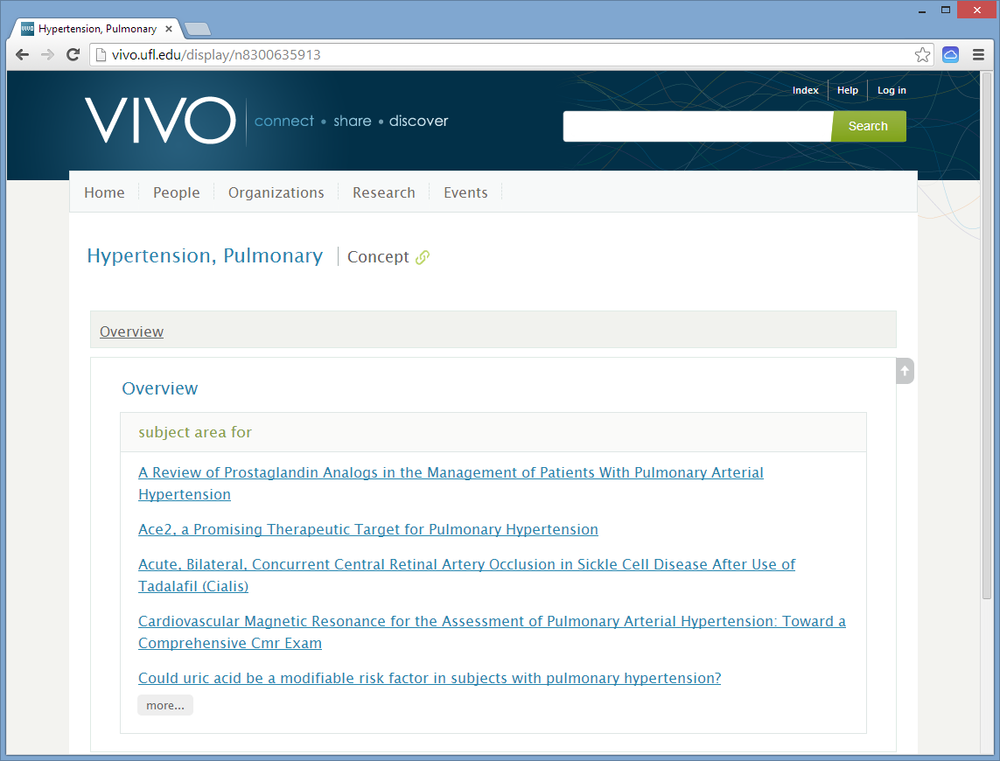 Hypertension, Pulmonary
vivo.ufl.edu/display/n8300635913
Index Help Log in
VIVO connect • share • discover
Search
Home People Organizations Research Events
Hypertension, Pulmonary Concept
Overview
Overview
subject area for
A Review of Prostaglandin Analogs in the Management of Patients With Pulmonary Arterial
Hypertension
Ace2, a Promising Therapeutic Target for Pulmonary Hypertension
Acute, Bilateral, Concurrent Central Retinal Artery Occlusion in Sickle Cell Disease After Use of
Tadalafil (Cialis)
Cardiovascular Magnetic Resonance for the Assessment of Pulmonary Arterial Hypertension: Toward a
Comprehensive Cmr Exam
Could uric acid be a modifiable risk factor in subjects with pulmonary hypertension?
more...